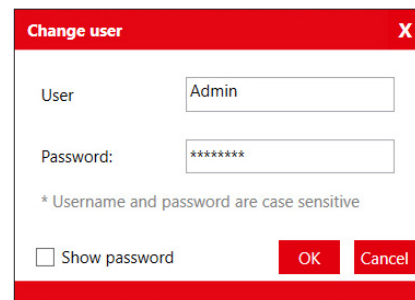 Change user X
User Admin
Password: ********
* Username and password are case sensitive
Show password OK Cancel